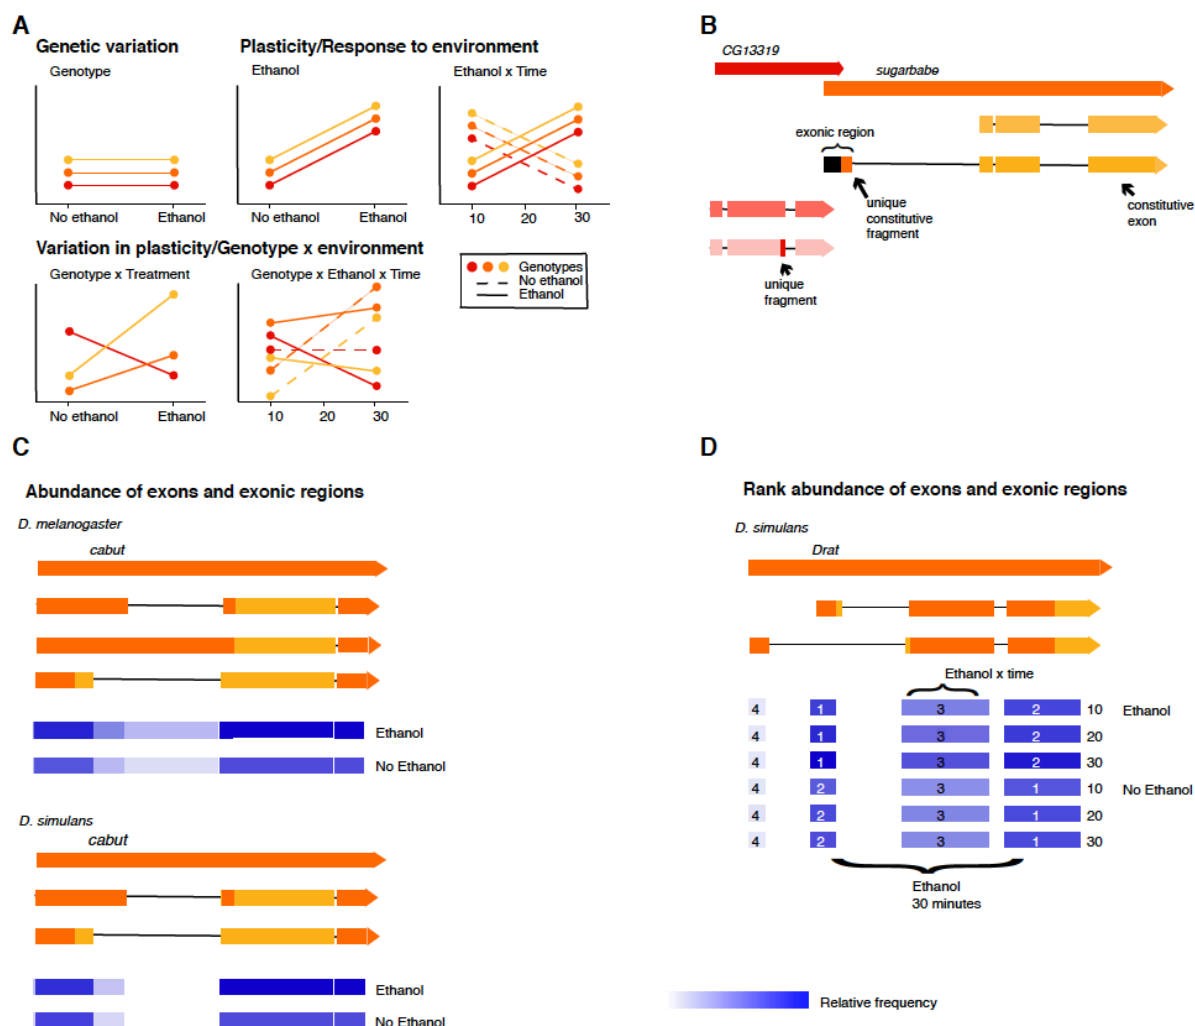 A
Genetic variation
Genotype
No ethanol Ethanol
Plasticity/Response to environment
Ethanol
No ethanol Ethanol
Ethanol x Time
10 20 30
Variation in plasticity/Genotype x environment
Genotype x Treatment
No ethanol Ethanol
Genotype x Ethanol x Time
10 20 30
Genotypes
No ethanol
Ethanol
B
CG13319
sugarbabe
exonic region
unique
constitutive
fragment
constitutive
exon
unique
fragment
C
Abundance of exons and exonic regions
D. melanogaster
cabut
Ethanol
No Ethanol
D. simulans
cabut
Ethanol
No Ethanol
D
Rank abundance of exons and exonic regions
D. simulans
Drat
Ethanol x time
4 1 3 2 10 Ethanol
4 1 3 2 20
4 1 3 2 30
4 2 3 1 10 No Ethanol
4 2 3 1 20
4 2 3 1 30
Ethanol
30 minutes
Relative frequency